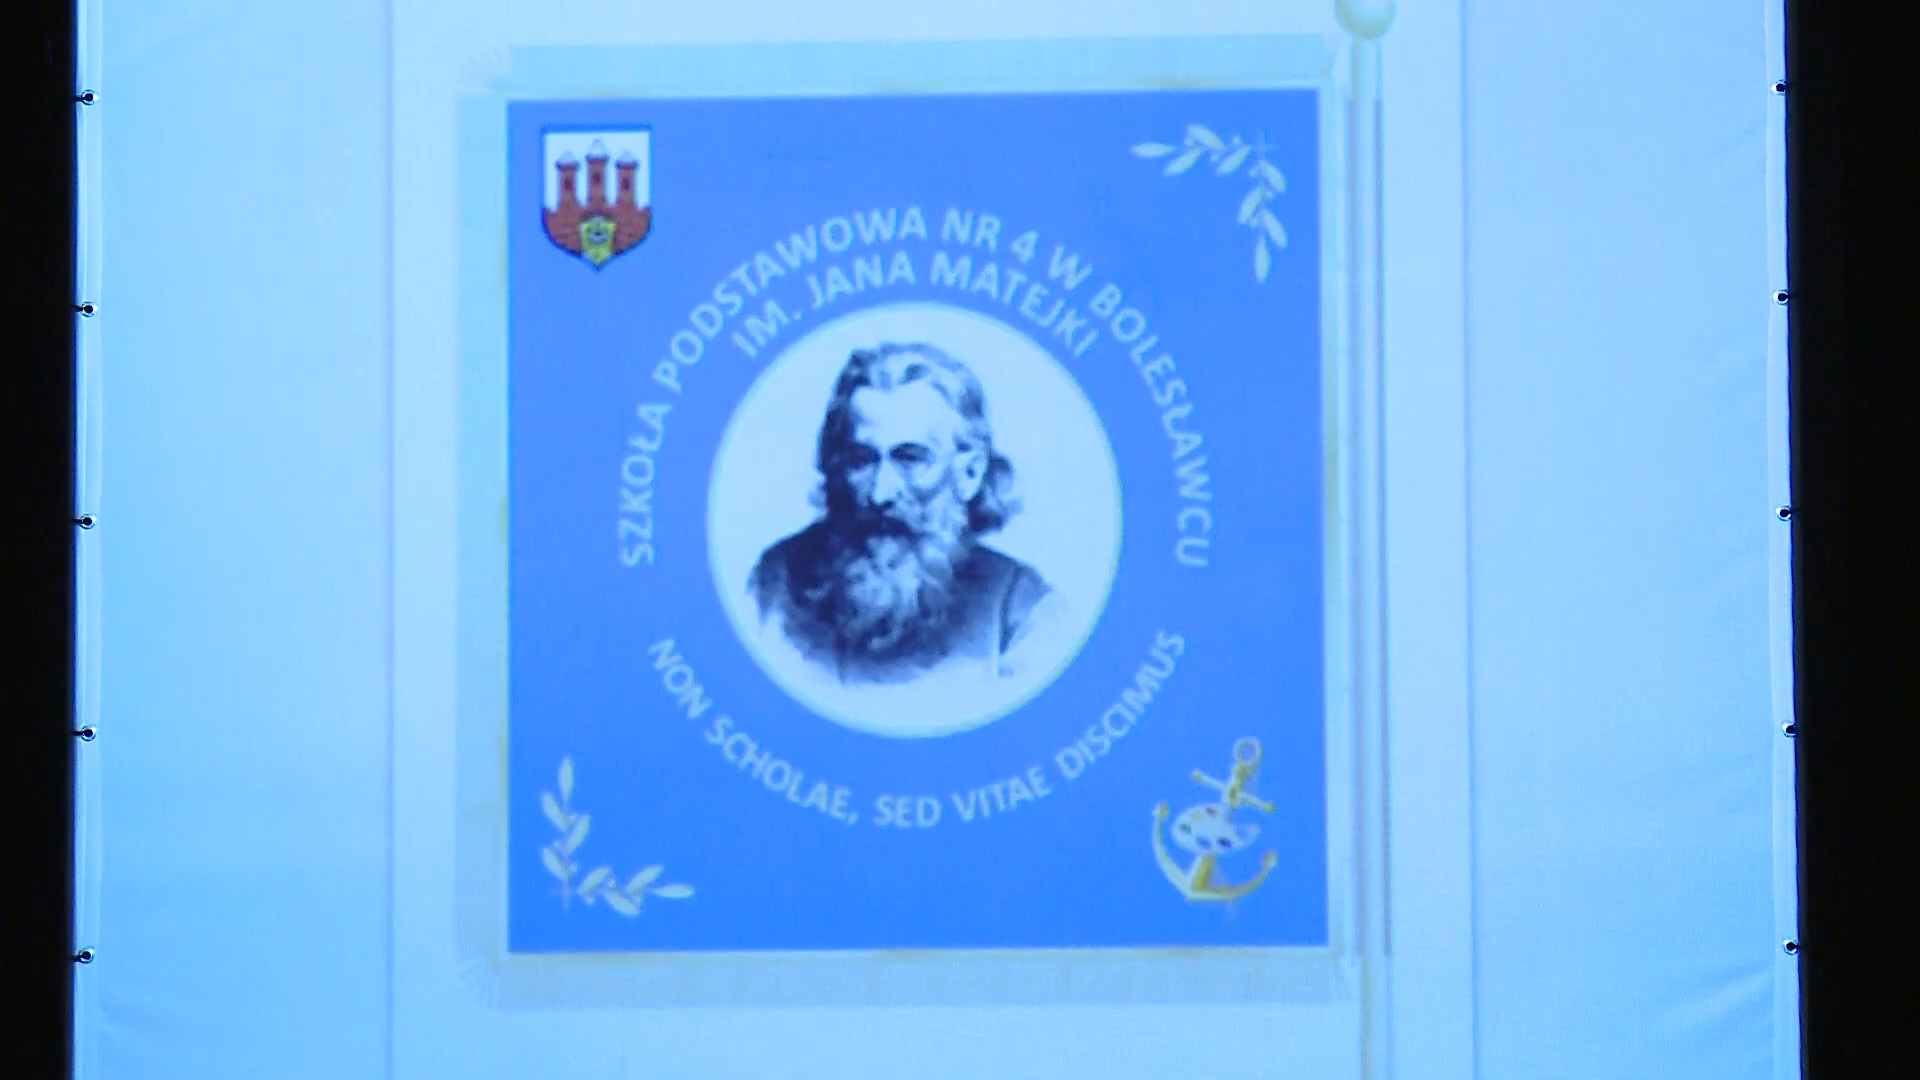 SZKOŁA PODSTAWOWA NR 4 W BOLESŁAWCU
IM. JANA MATEJKI
NON SCHOLAE, SED VITAE DISCIMUS